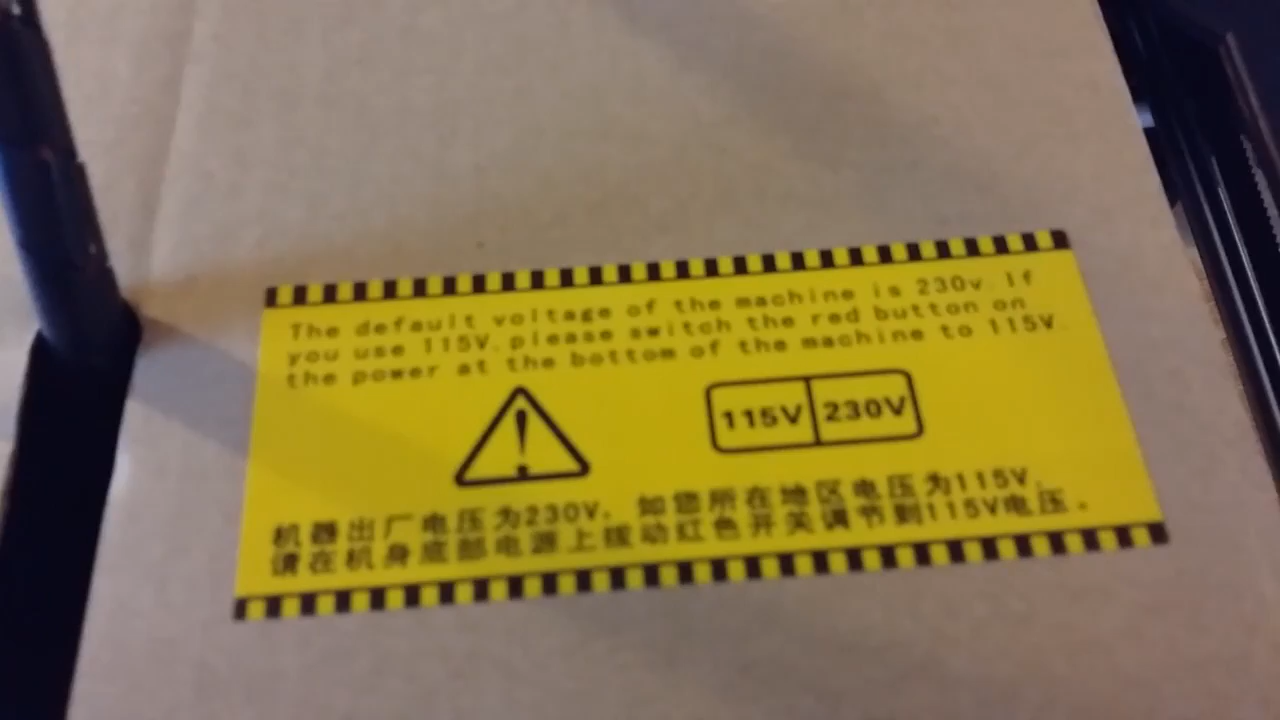 The default voltage of the machine is 230v. If
you use 115V, please switch the red button on
the power at the bottom of the machine to 115V.
115V 230V
机器出厂电压为230V, 如您所在地区电压为115V,
请在机身底部电源上拨动红色开关调节到115V电压.